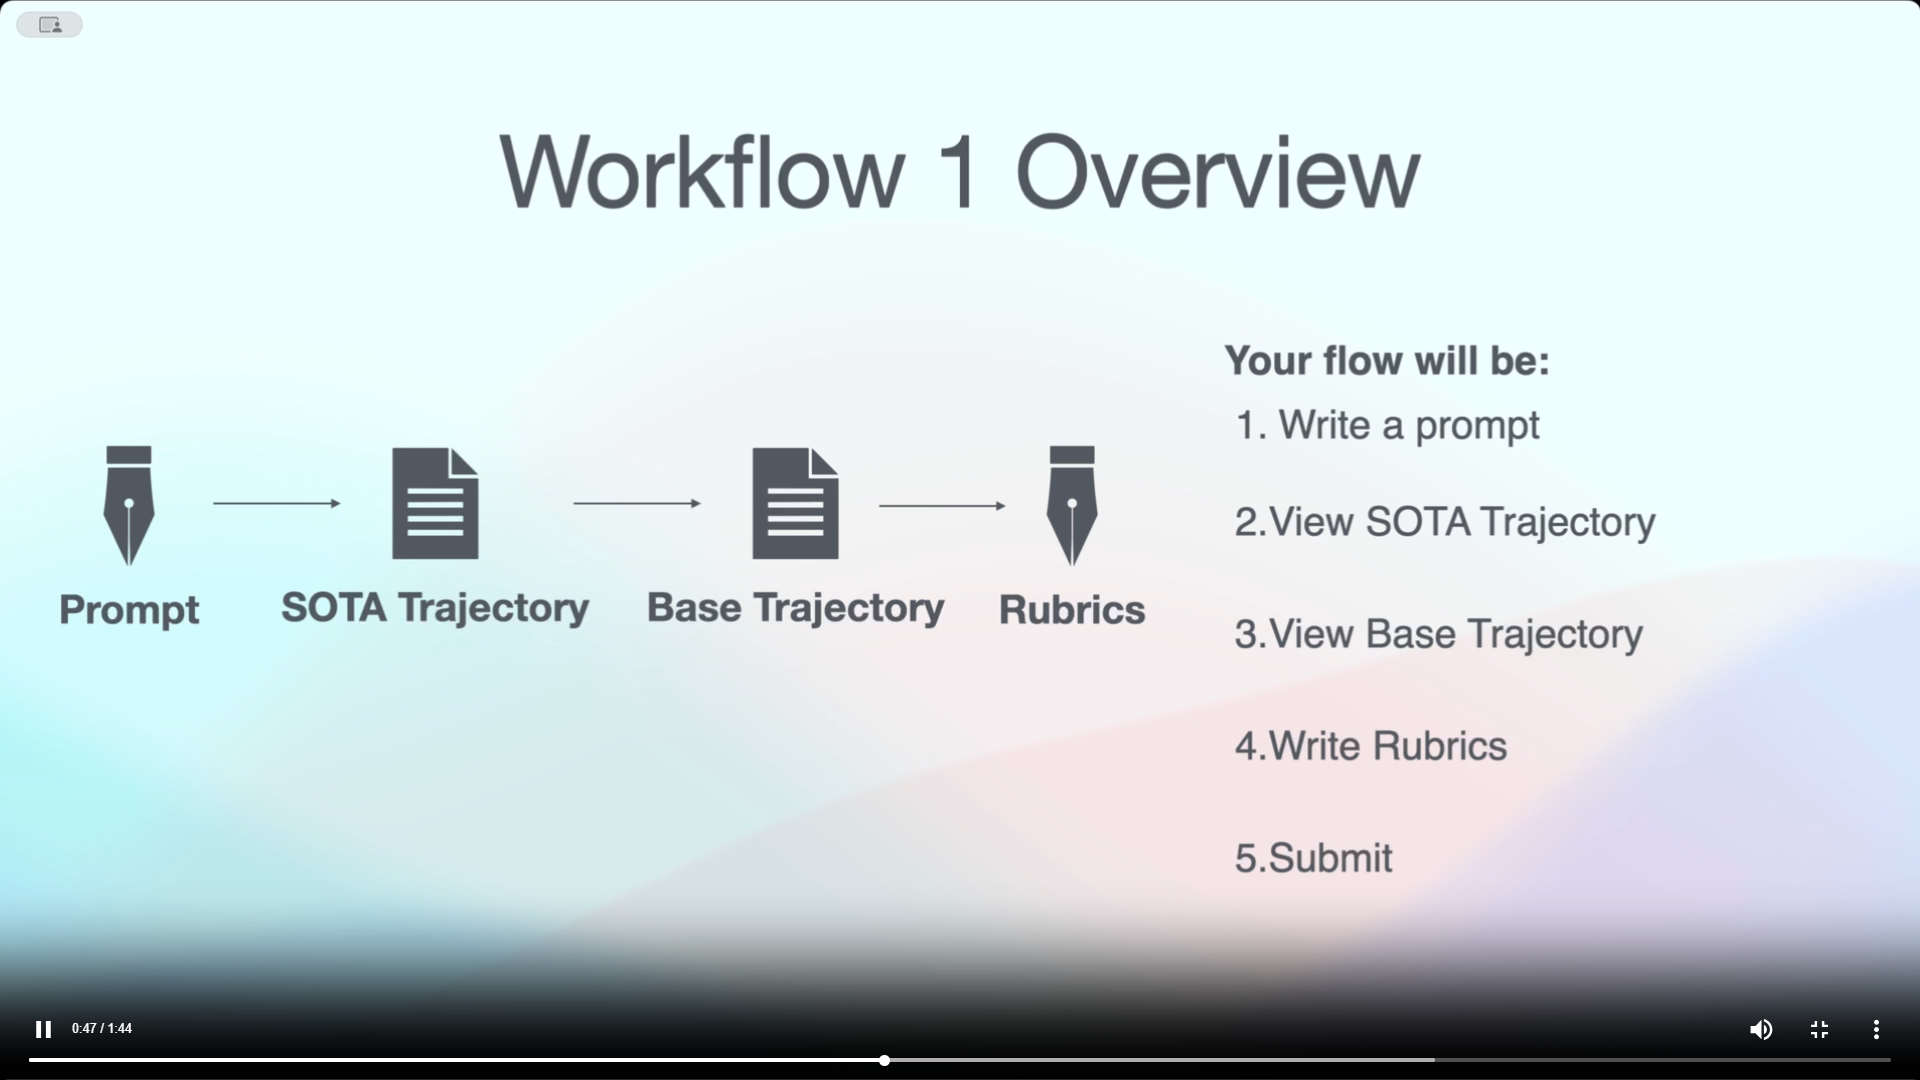 Workflow 1 Overview
Prompt
SOTA Trajectory
Base Trajectory
Rubrics
Your flow will be:
1. Write a prompt
2.View SOTA Trajectory
3.View Base Trajectory
4.Write Rubrics
5.Submit
0:47 / 1:44